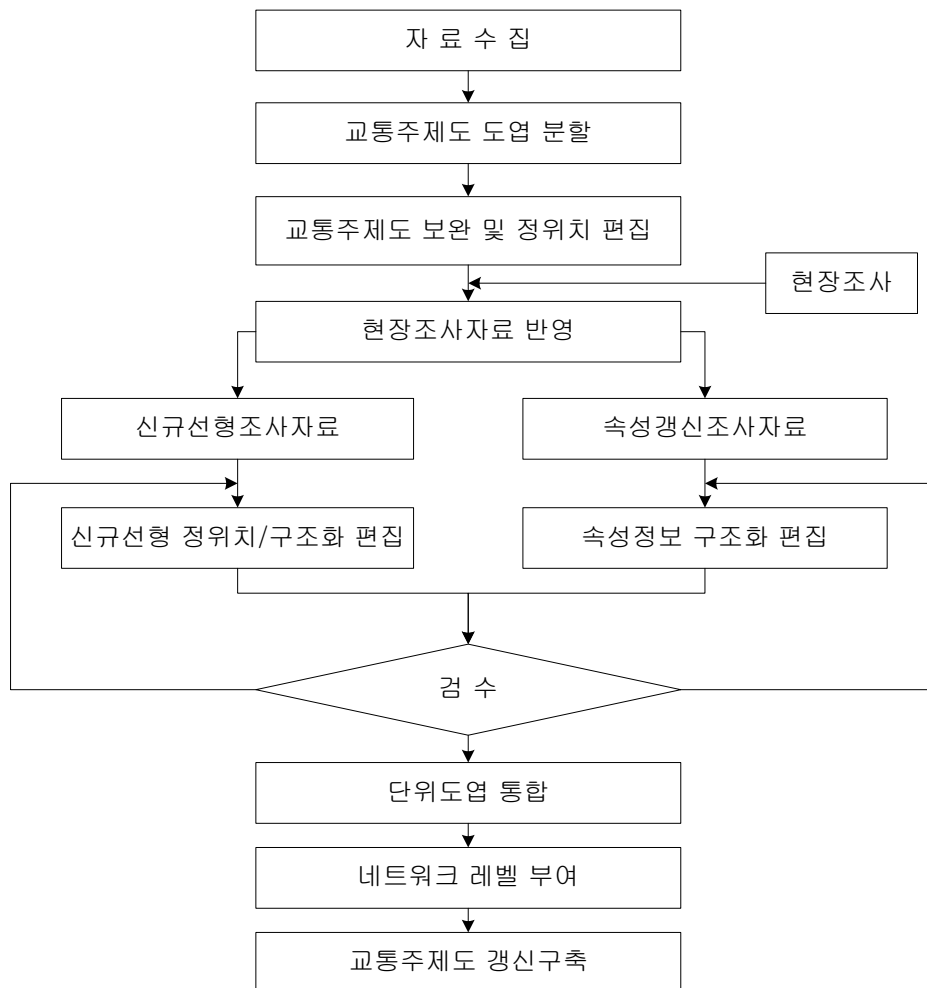 자 료 수 집
교통주제도 도엽 분할
교통주제도 보완 및 정위치 편집
현장조사
현장조사자료 반영
신규선형조사자료
속성갱신조사자료
신규선형 정위치/구조화 편집
속성정보 구조화 편집
검 수
단위도엽 통합
네트워크 레벨 부여
교통주제도 갱신구축